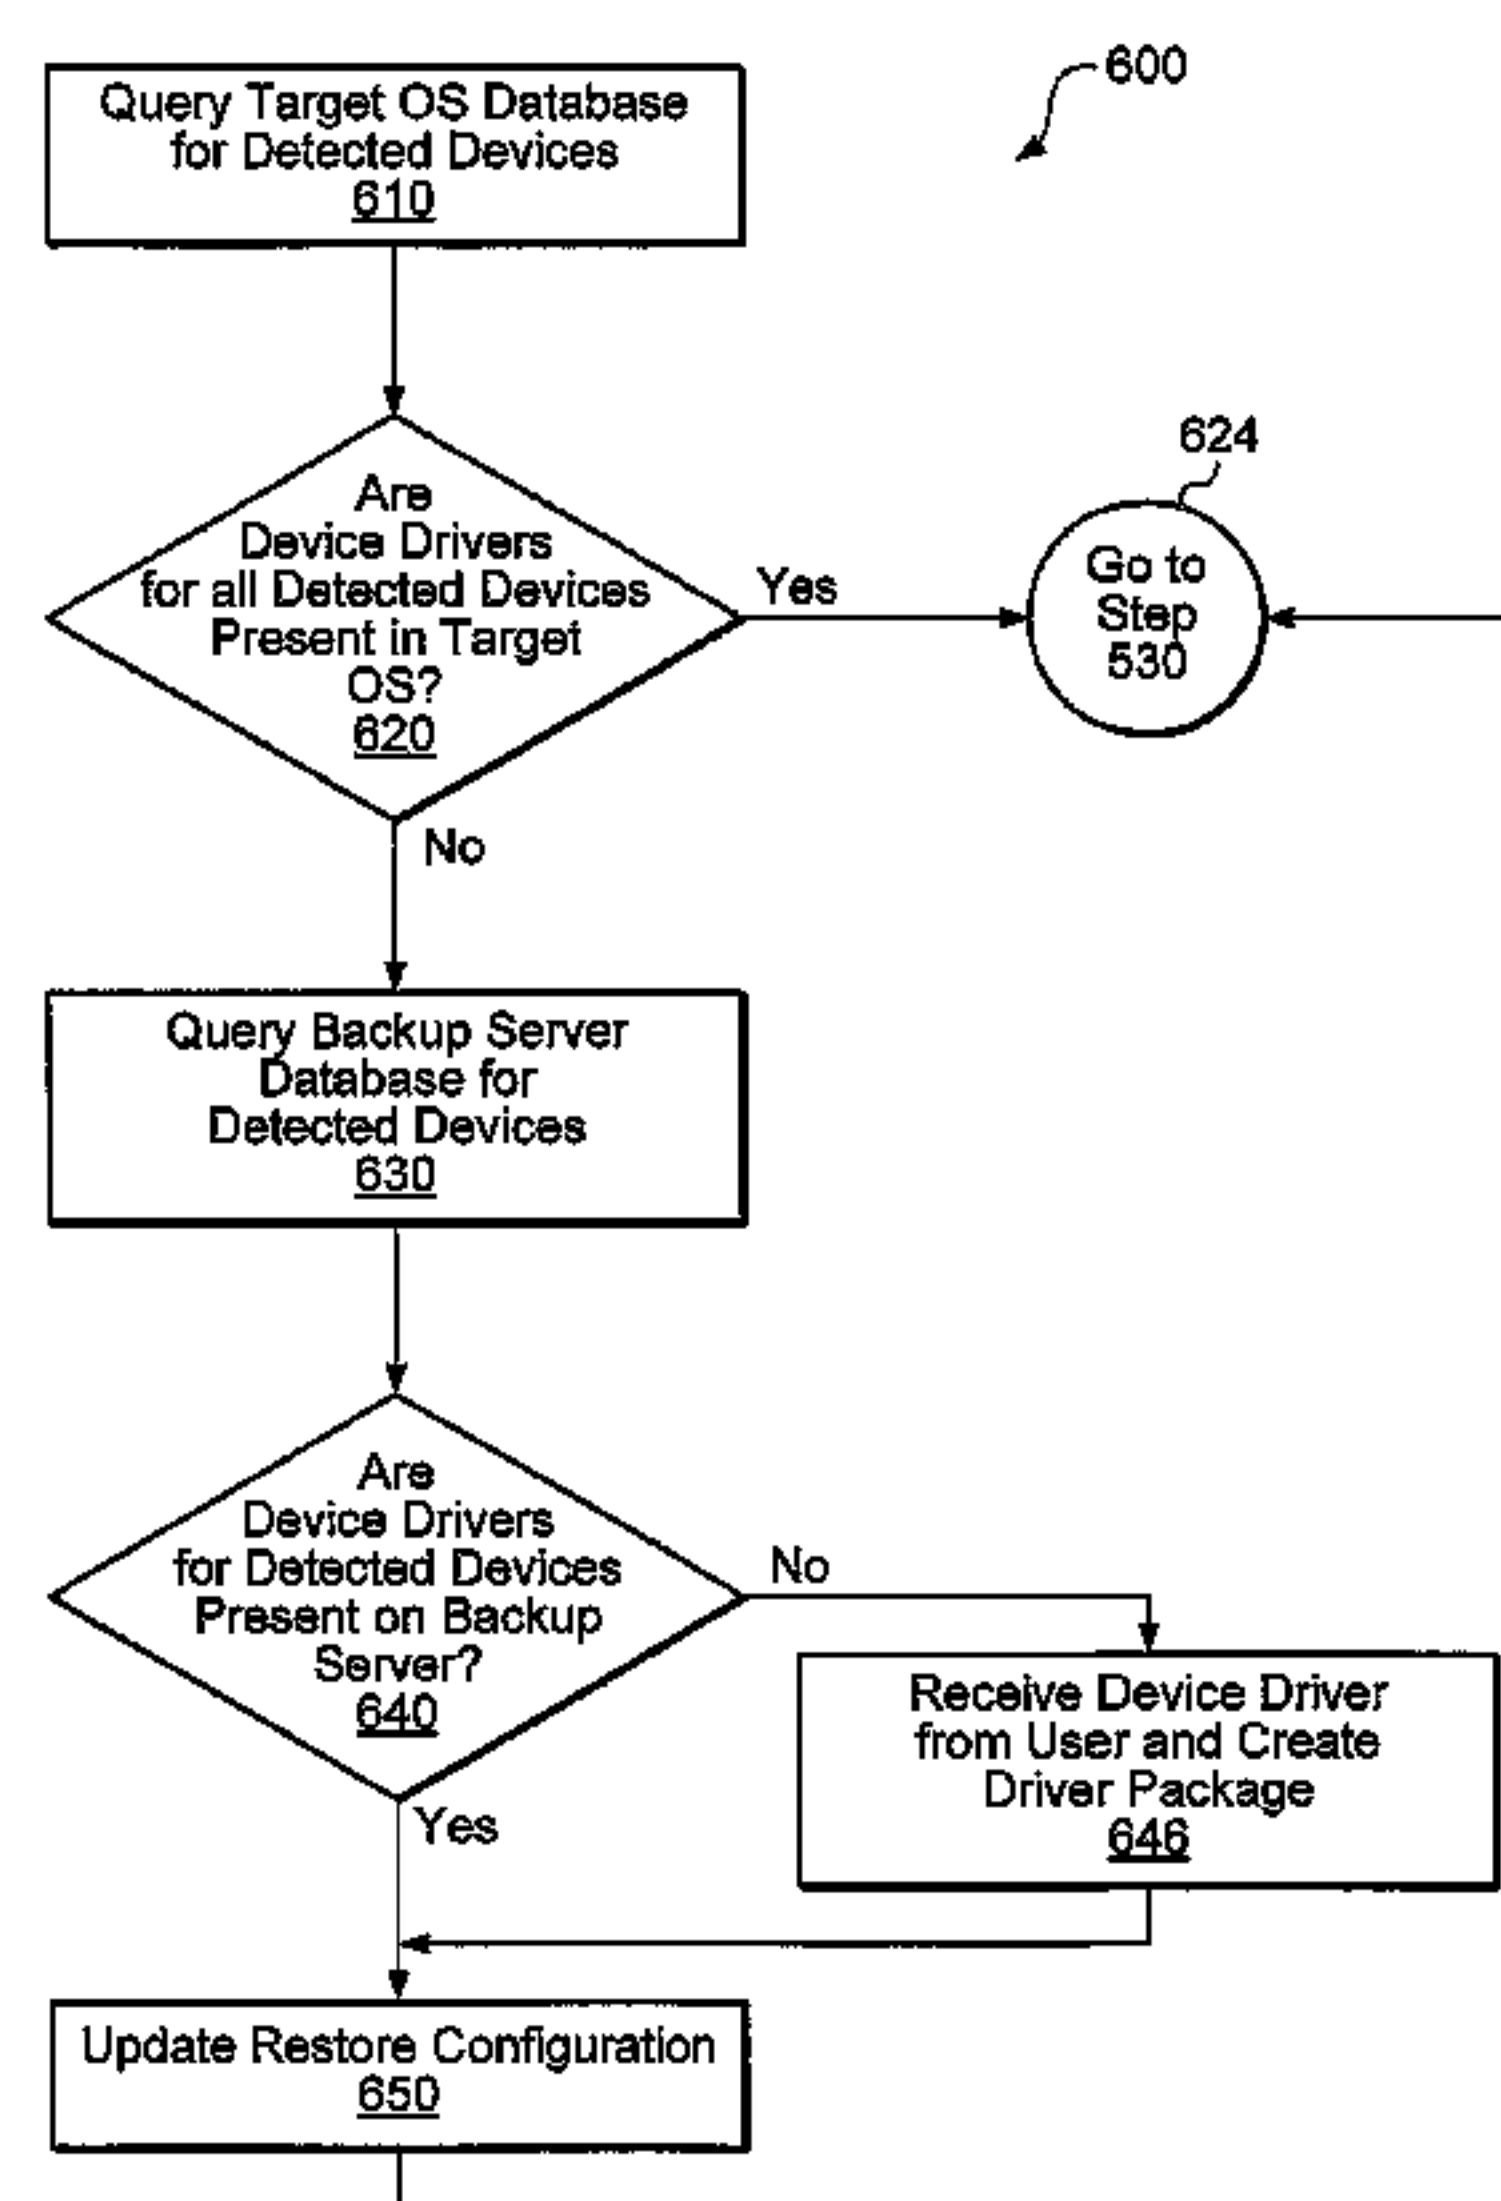 600
Query Target OS Database
for Detected Devices
610
Are
Device Drivers
for all Detected Devices
Present in Target
OS?
620
Yes
624
Go to
Step
530
No
Query Backup Server
Database for
Detected Devices
630
Are
Device Drivers
for Detected Devices
Present on Backup
Server?
640
No
Receive Device Driver
from User and Create
Driver Package
646
Yes
Update Restore Configuration
650